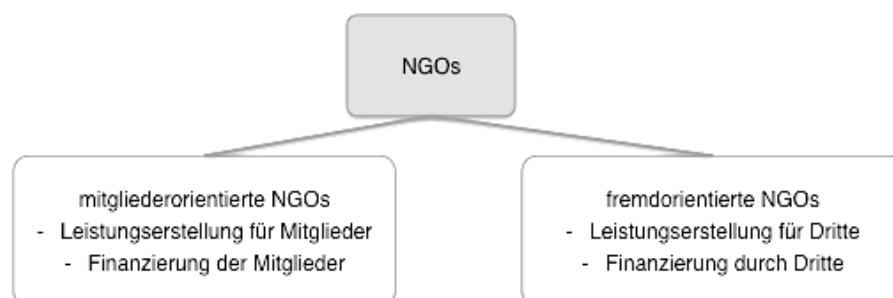 NGOs
mitgliederorientierte NGOs
- Leistungserstellung für Mitglieder
- Finanzierung der Mitglieder
fremdorientierte NGOs
- Leistungserstellung für Dritte
- Finanzierung durch Dritte